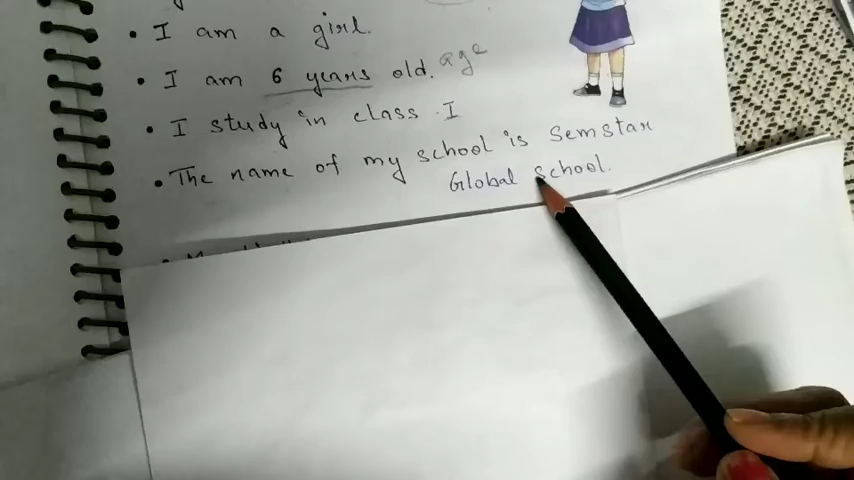 • I am a girl.
• I am 6 years old. age
• I study in class . I
• The name of my school is Semstar
Global School.